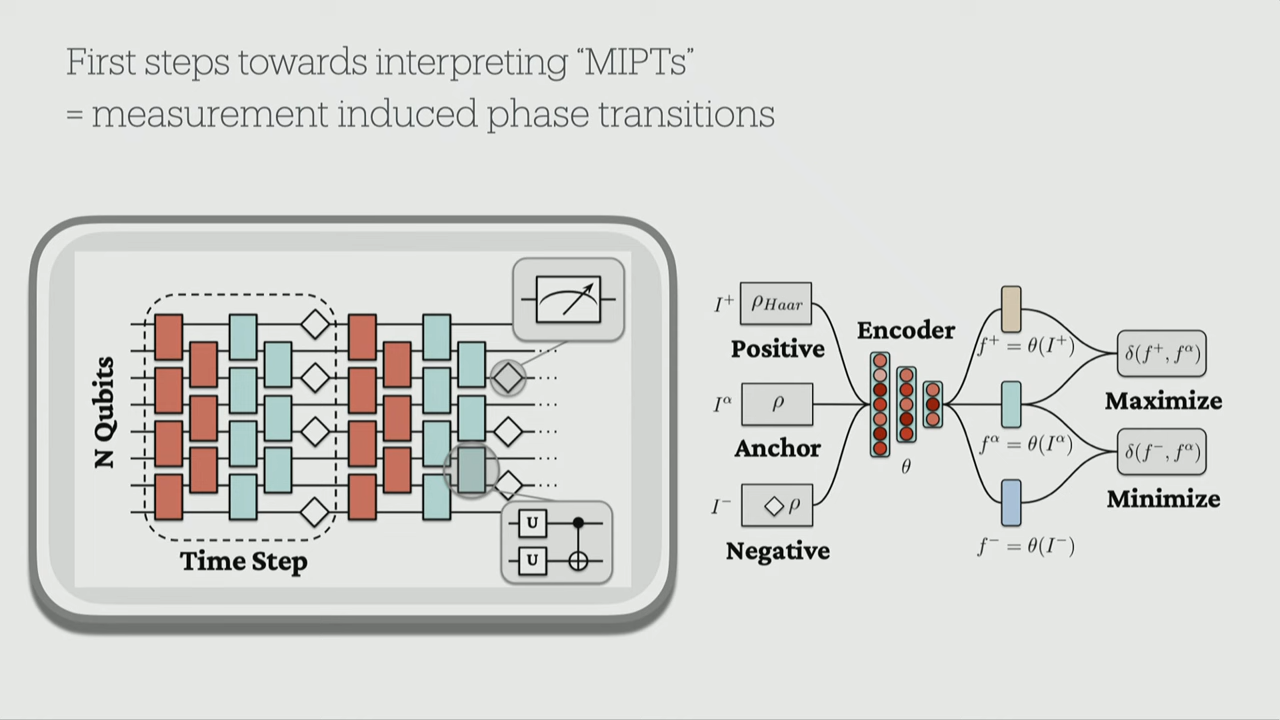 First steps towards interpreting “MIPTs”
= measurement induced phase transitions
N Qubits
Time Step
U
U
I⁺
ρ_Haar
Positive
I^α
ρ
Anchor
I⁻
◇ρ
Negative
Encoder
θ
f⁺ = θ(I⁺)
f^α = θ(I^α)
f⁻ = θ(I⁻)
δ(f⁺, f^α)
Maximize
δ(f⁻, f^α)
Minimize